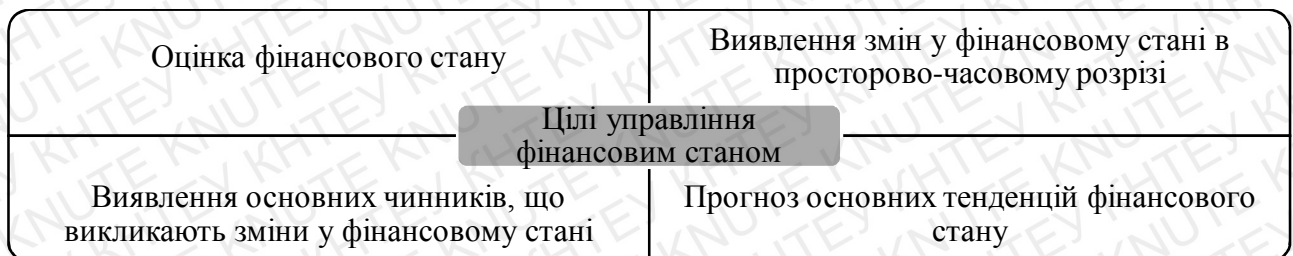 Оцінка фінансового стану
Виявлення змін у фінансовому стані в
просторово-часовому розрізі
Цілі управління
фінансовим станом
Виявлення основних чинників, що
викликають зміни у фінансовому стані
Прогноз основних тенденцій фінансового
стану